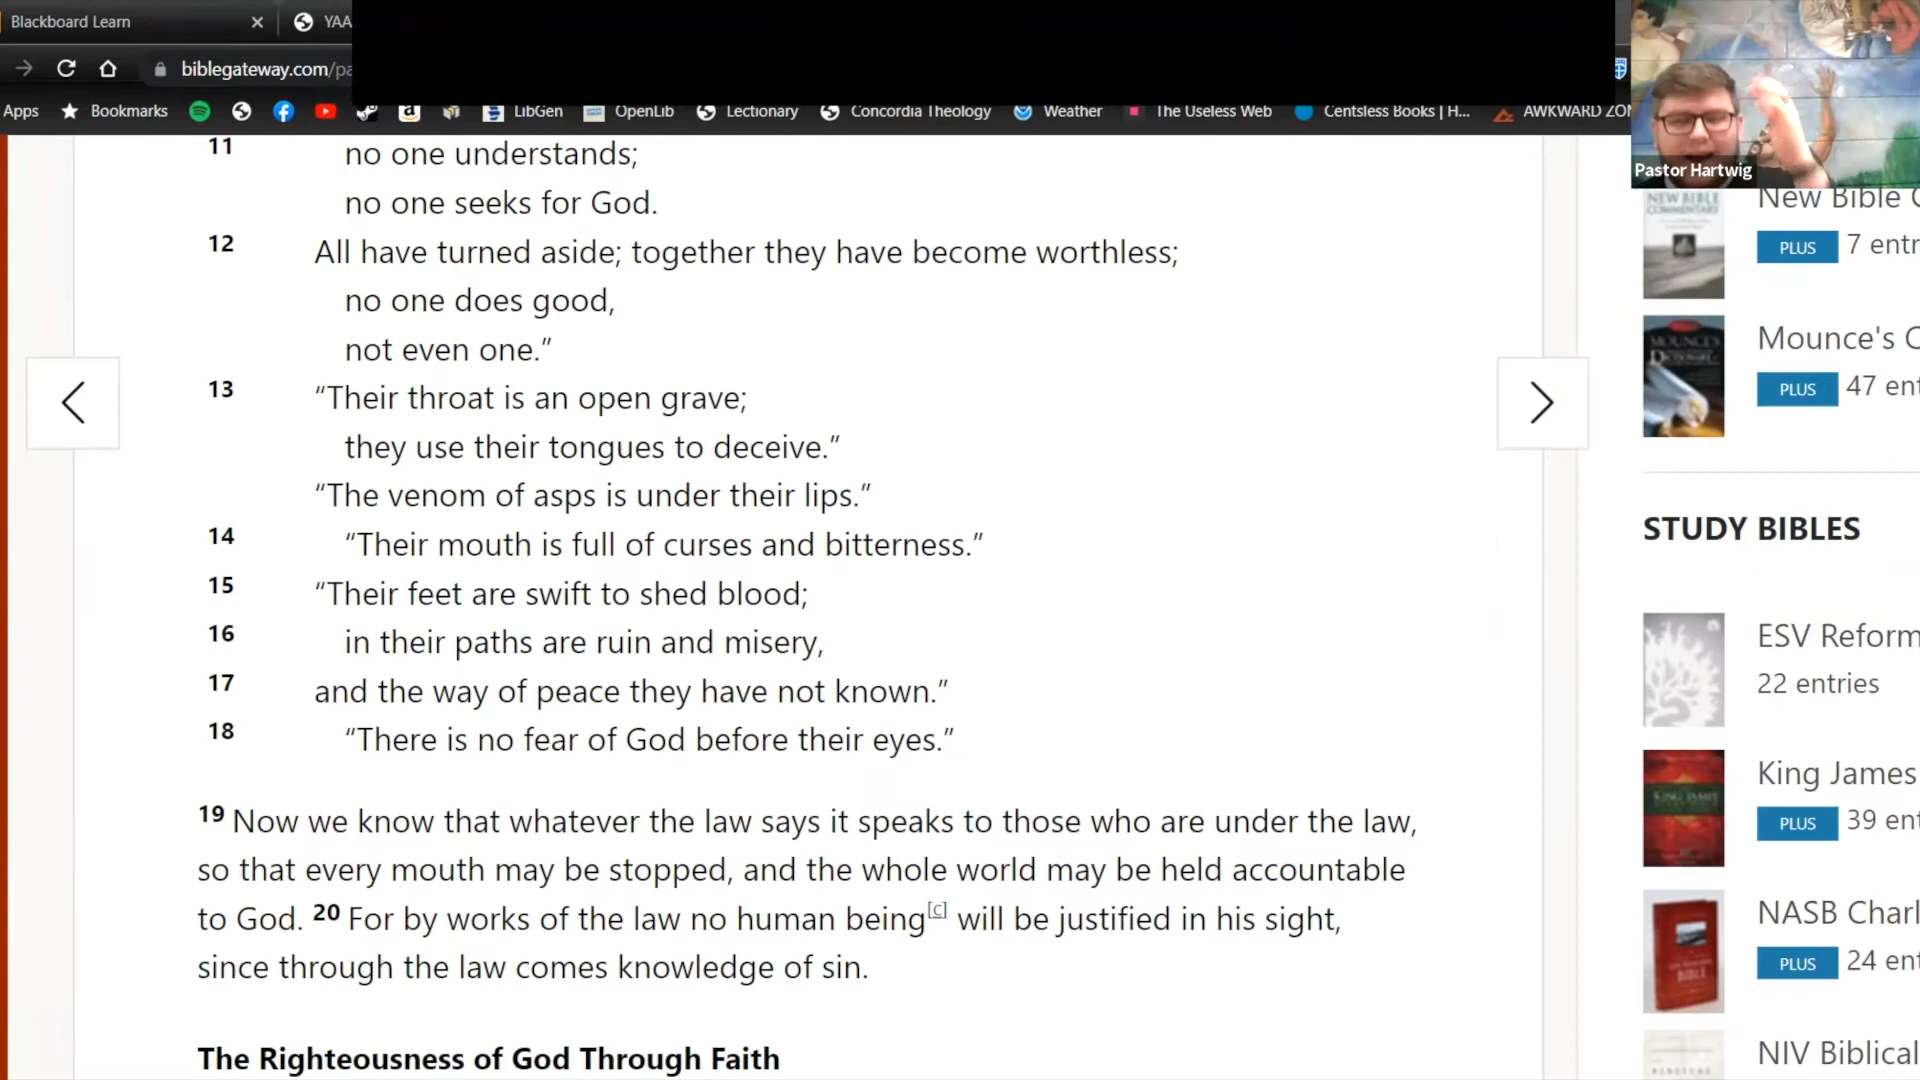 Blackboard Learn
YAA
biblegateway.com/pa
Apps
Bookmarks
LibGen
OpenLib
Lectionary
Concordia Theology
Weather
The Useless Web
Centsless Books | H...
AWKWARD ZON
Pastor Hartwig
11 no one understands;
no one seeks for God.
12 All have turned aside; together they have become worthless;
no one does good,
not even one.”
13 “Their throat is an open grave;
they use their tongues to deceive.”
“The venom of asps is under their lips.”
14 “Their mouth is full of curses and bitterness.”
15 “Their feet are swift to shed blood;
16 in their paths are ruin and misery,
17 and the way of peace they have not known.”
18 “There is no fear of God before their eyes.”
19 Now we know that whatever the law says it speaks to those who are under the law,
so that every mouth may be stopped, and the whole world may be held accountable
to God. 20 For by works of the law no human being[c] will be justified in his sight,
since through the law comes knowledge of sin.
The Righteousness of God Through Faith
New Bible C
NEW BIBLE
COMMENTARY
PLUS 7 entr
Mounce's C
MOUNCE'S
PLUS 47 ent
STUDY BIBLES
ESV Reform
22 entries
King James
KING JAMES
PLUS 39 ent
NASB Charl
BIBLE
PLUS 24 ent
NIV Biblical